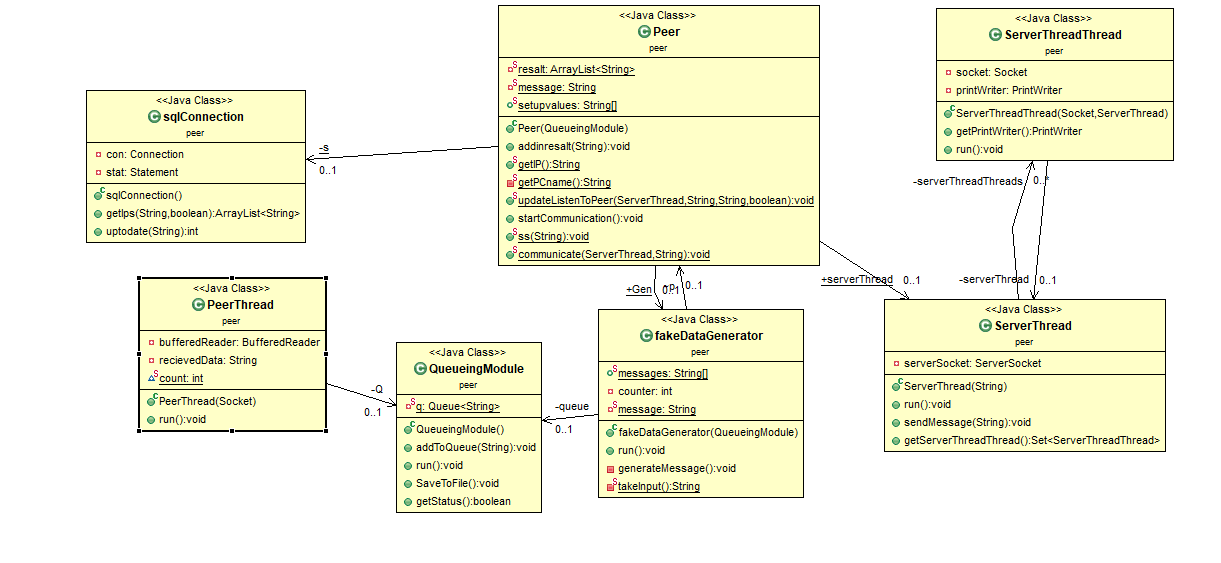 <<Java Class>>
sqlConnection
peer
con: Connection
stat: Statement
sqlConnection()
getIps(String,boolean):ArrayList<String>
uptodate(String):int
-s
0..1
<<Java Class>>
Peer
peer
resalt: ArrayList<String>
message: String
setupvalues: String[]
Peer(QueueingModule)
addinresalt(String):void
getIP():String
getPCname():String
updateListenToPeer(ServerThread,String,String,boolean):void
startCommunication():void
ss(String):void
communicate(ServerThread,String):void
<<Java Class>>
ServerThreadThread
peer
socket: Socket
printWriter: PrintWriter
ServerThreadThread(Socket,ServerThread)
getPrintWriter():PrintWriter
run():void
-serverThreadThreads
0..*
-serverThread
0..1
+serverThread
0..1
+Gen
0..1
-p
0..1
<<Java Class>>
PeerThread
peer
bufferedReader: BufferedReader
recievedData: String
count: int
PeerThread(Socket)
run():void
-Q
0..1
<<Java Class>>
QueueingModule
peer
q: Queue<String>
QueueingModule()
addToQueue(String):void
run():void
SaveToFile():void
getStatus():boolean
-queue
0..1
<<Java Class>>
fakeDataGenerator
peer
messages: String[]
counter: int
message: String
fakeDataGenerator(QueueingModule)
run():void
generateMessage():void
takeInput():String
<<Java Class>>
ServerThread
peer
serverSocket: ServerSocket
ServerThread(String)
run():void
sendMessage(String):void
getServerThreadThread():Set<ServerThreadThread>